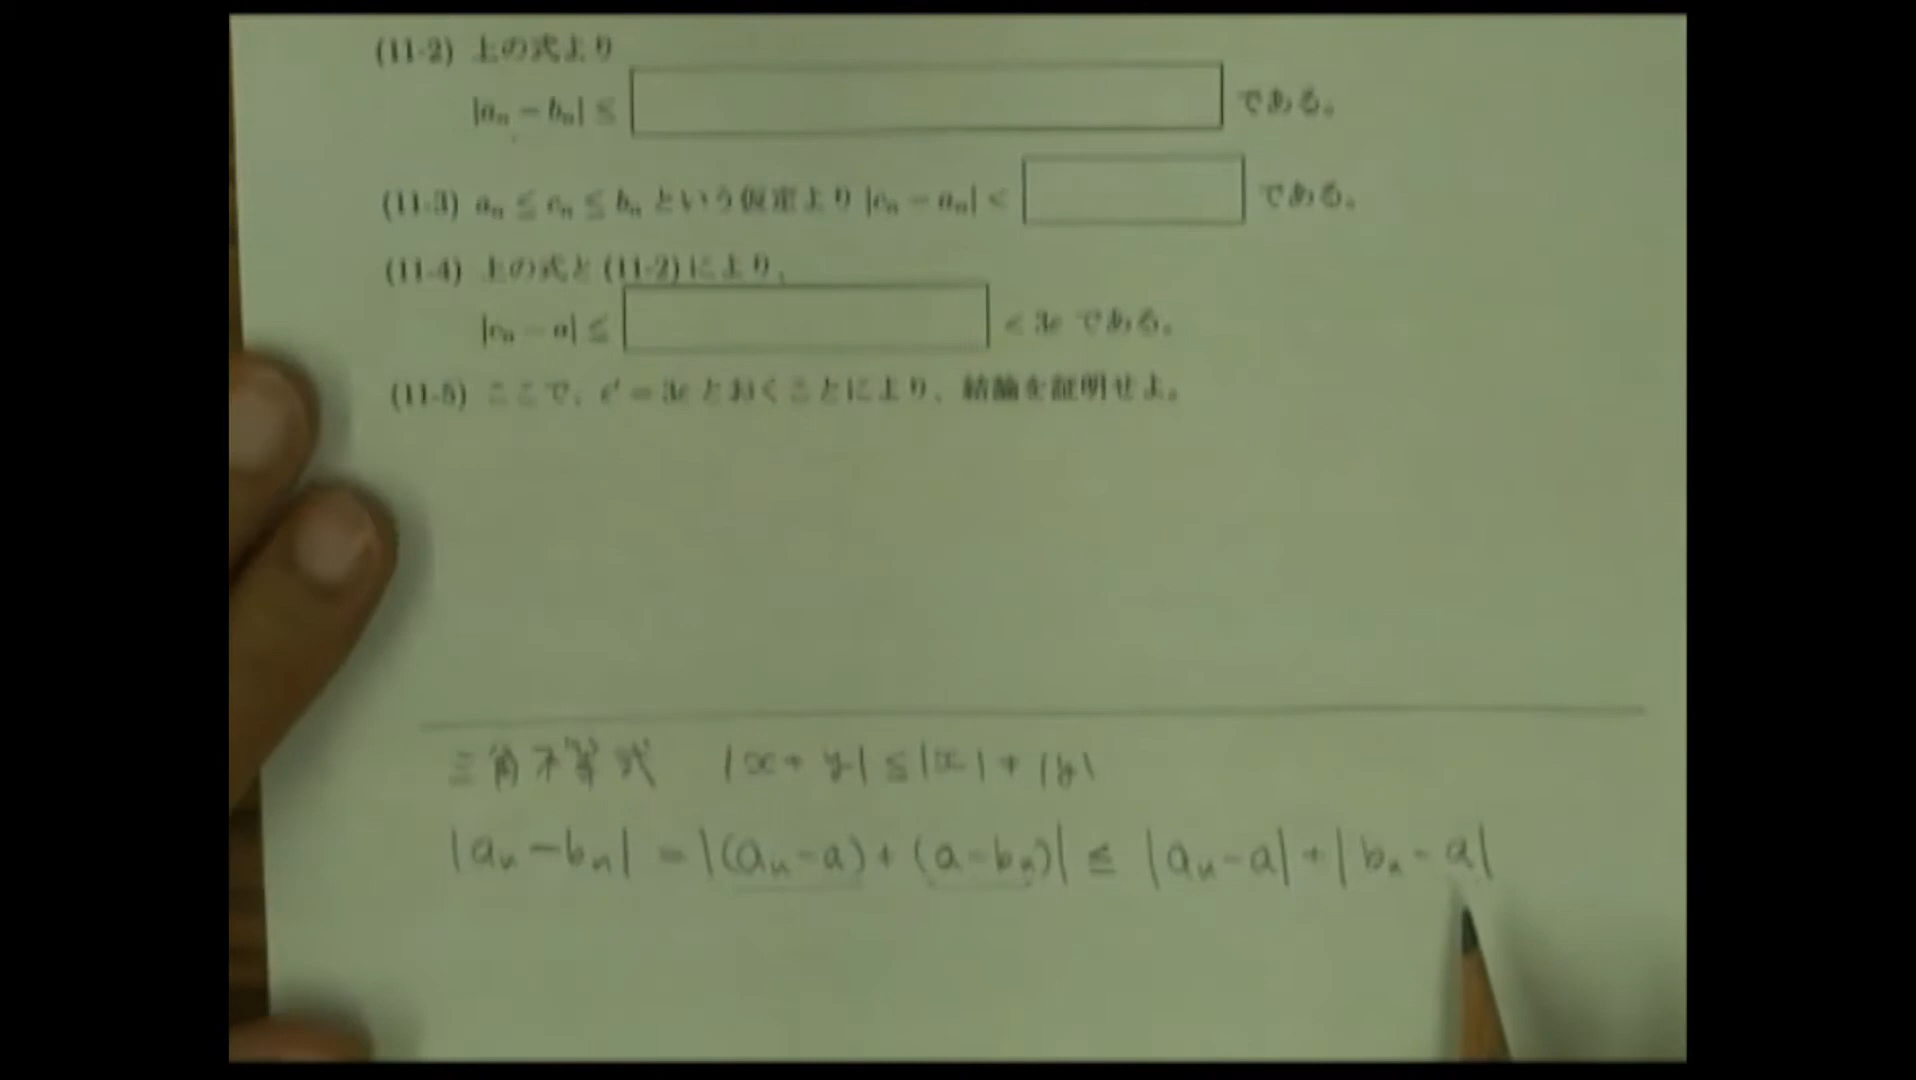 (11-2) 上の式より
|aₙ − bₙ| ≦ である。
(11-3) aₙ ≦ cₙ ≦ bₙ という仮定より |cₙ − aₙ| < である。
(11-4) 上の式と (11-2) により、
|cₙ − a| ≦ < 3ε である。
(11-5) ここで、ε′ = 3ε とおくことにより、結論を証明せよ。
三角不等式 |x + y| ≦ |x| + |y|
|aₙ − bₙ| = |(aₙ − a) + (a − bₙ)| ≦ |aₙ − a| + |bₙ − a|